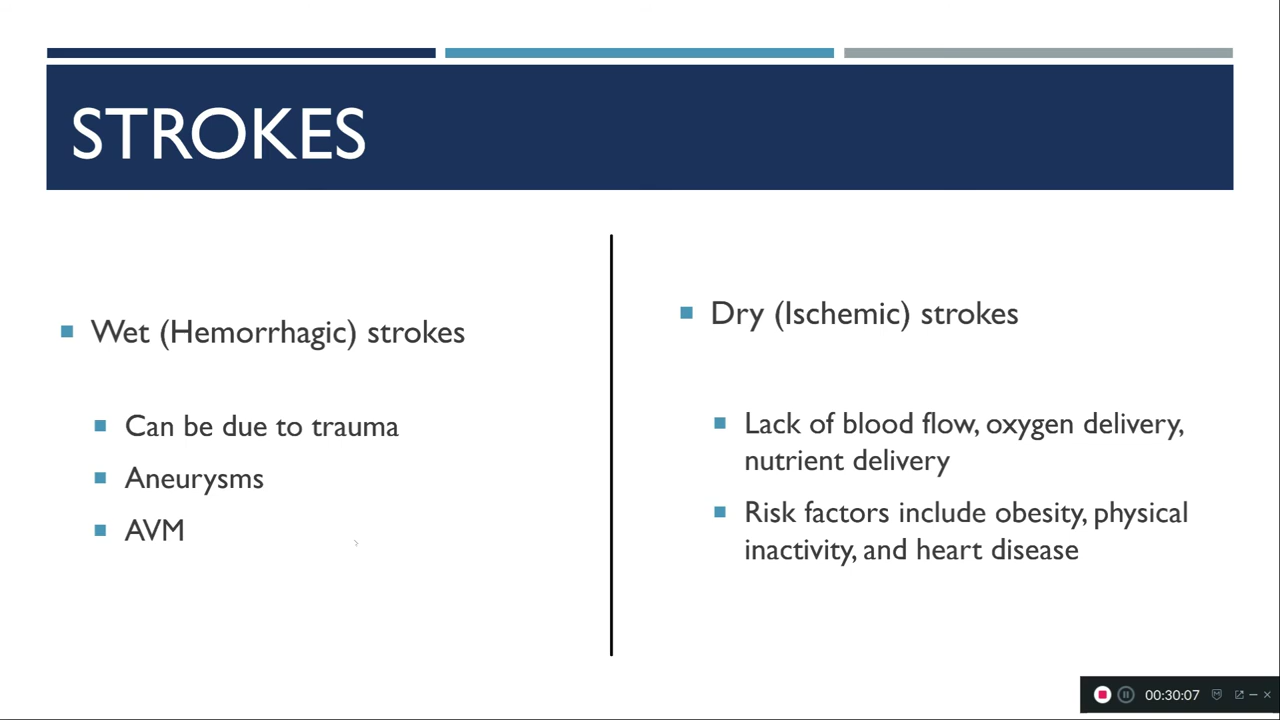 STROKES
Wet (Hemorrhagic) strokes
Can be due to trauma
Aneurysms
AVM
Dry (Ischemic) strokes
Lack of blood flow, oxygen delivery,
nutrient delivery
Risk factors include obesity, physical
inactivity, and heart disease
00:30:07